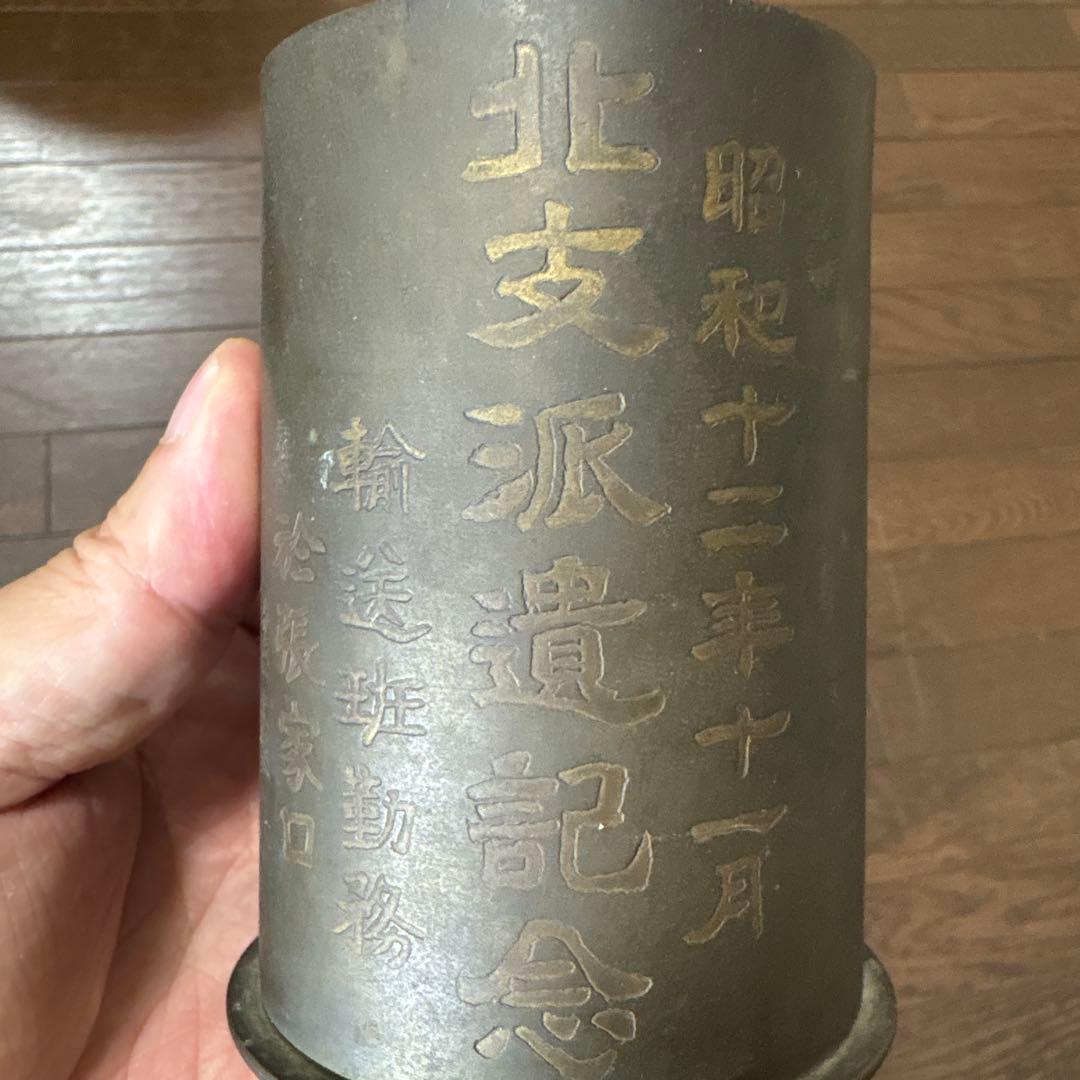 昭和十二年十一月
北支派遣記念
輸送班勤務
於張家口